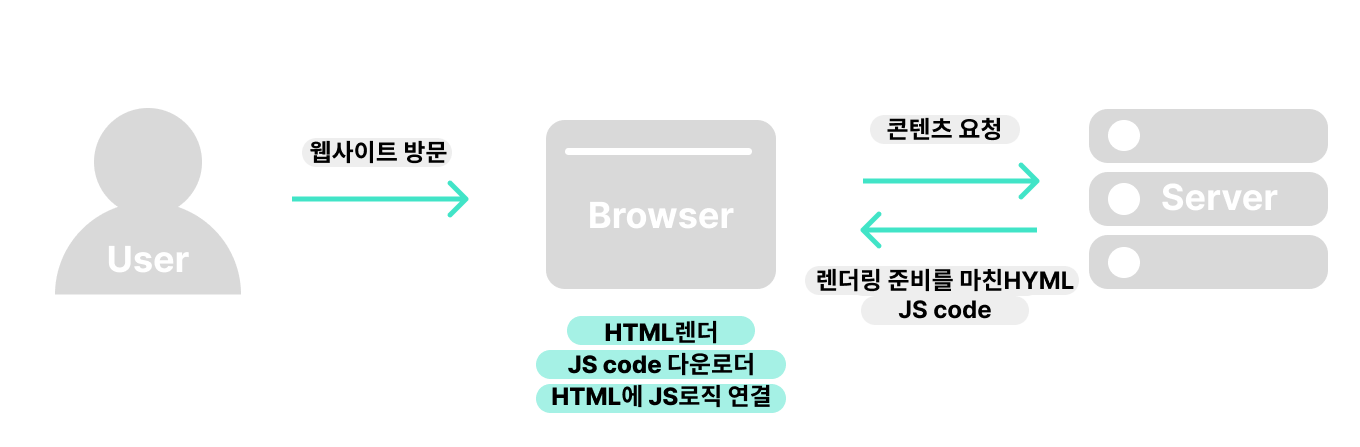 웹사이트 방문
콘텐츠 요청
User
Browser
Server
렌더링 준비를 마친HYML
JS code
HTML렌더
JS code 다운로더
HTML에 JS로직 연결